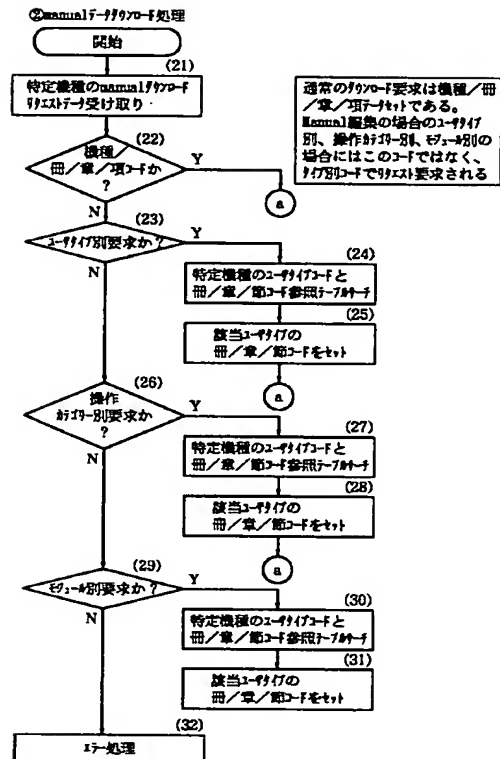 ②manualデータダウンロード処理
開始
(21)
特定機種のmanualダウンロード
リクエストデータ受け取り
通常のダウンロード要求は機種/冊
/章/項データセットである。
Manual編集の場合のユーザタイプ
別、操作カテゴリ別、モジュール別の
場合にはこのコードではなく、
タイプ別コードでリクエスト要求される
(22)
機種/
冊/章/項コードか
?
Y
N
a
(23)
ユーザタイプ別要求か?
Y
N
(24)
特定機種のユーザタイプコードと
冊/章/節コード参照テーブルサーチ
(25)
該当ユーザタイプの
冊/章/節コードをセット
a
(26)
操作
カテゴリー別要求か
?
Y
N
(27)
特定機種のユーザタイプコードと
冊/章/節コード参照テーブルサーチ
(28)
該当ユーザタイプの
冊/章/節コードをセット
a
(29)
モジュール別要求か?
Y
N
(30)
特定機種のユーザタイプコードと
冊/章/節コード参照テーブルサーチ
(31)
該当ユーザタイプの
冊/章/節コードをセット
(32)
エラー処理